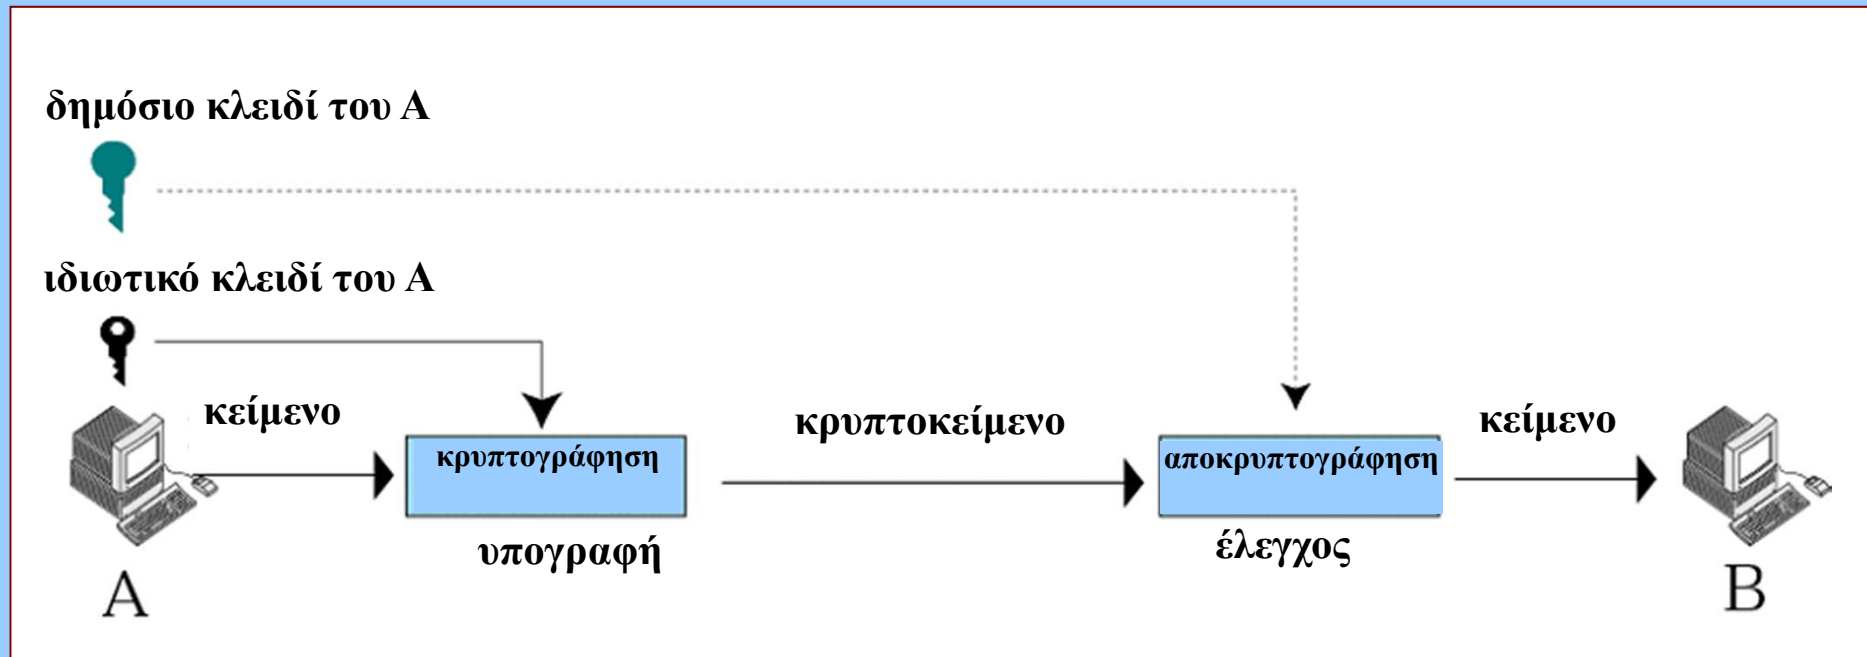 δημόσιο κλειδί του Α
ιδιωτικό κλειδί του Α
κείμενο
κρυπτοκείμενο
κείμενο
κρυπτογράφηση
αποκρυπτογράφηση
υπογραφή
έλεγχος
A
B